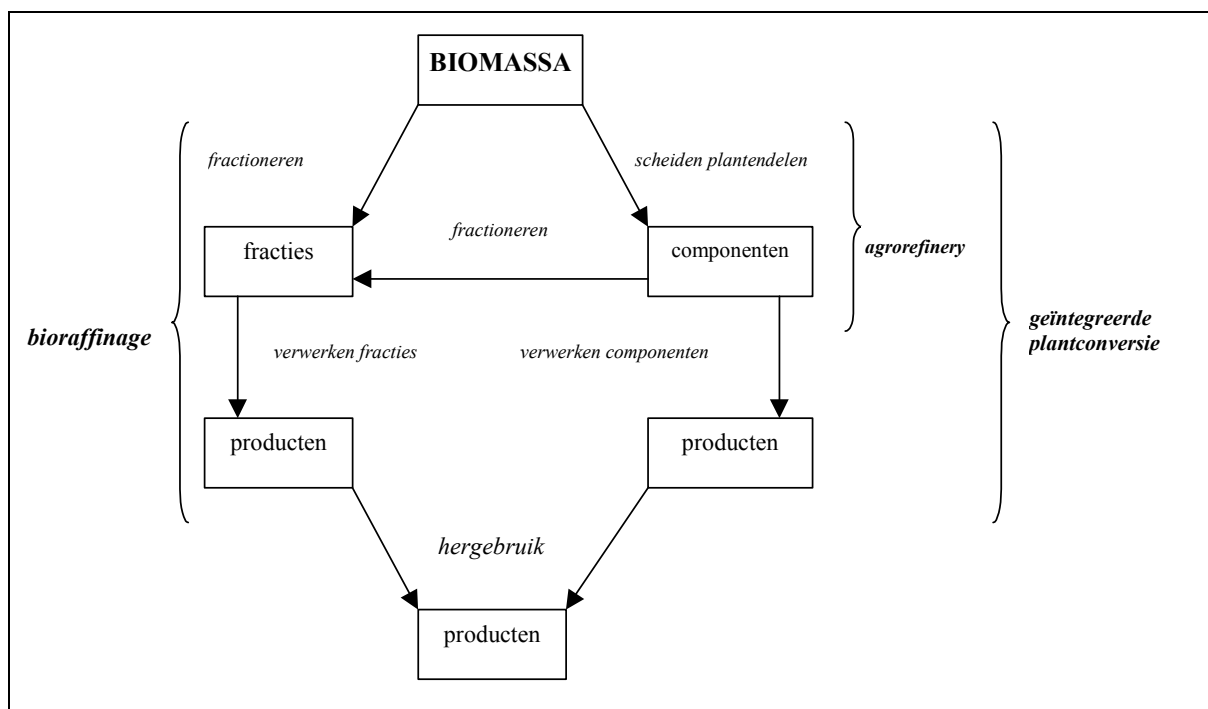 BIOMASSA
fractioneren
scheiden plantendelen
fractioneren
fracties
componenten
agrorefinery
bioraffinage
geïntegreerde
plantconversie
verwerken fracties
verwerken componenten
producten
producten
hergebruik
producten